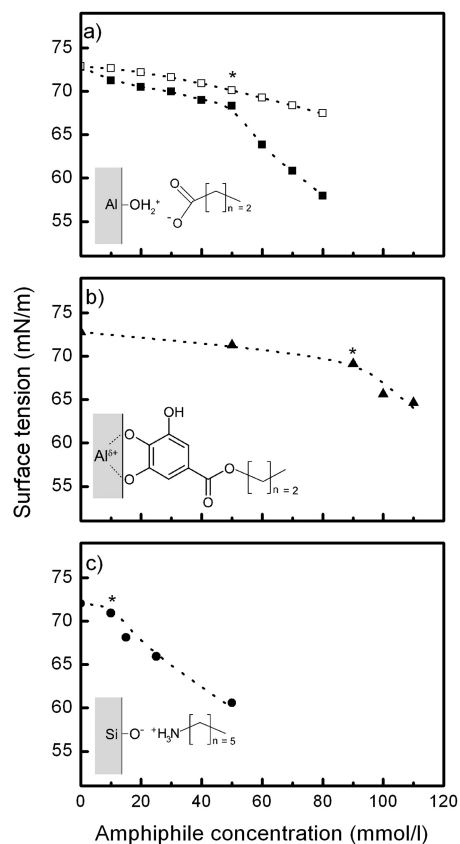 a)
*
75
70
65
60
55
Al OH₂⁺
O
⁻O
n = 2
b)
*
75
70
65
60
55
Surface tension (mN/m)
OH
O
Alᵟ⁺
O
O
O
n = 2
c)
*
75
70
65
60
55
Si O⁻ ⁺H₃N
n = 5
0 20 40 60 80 100 120
Amphiphile concentration (mmol/l)